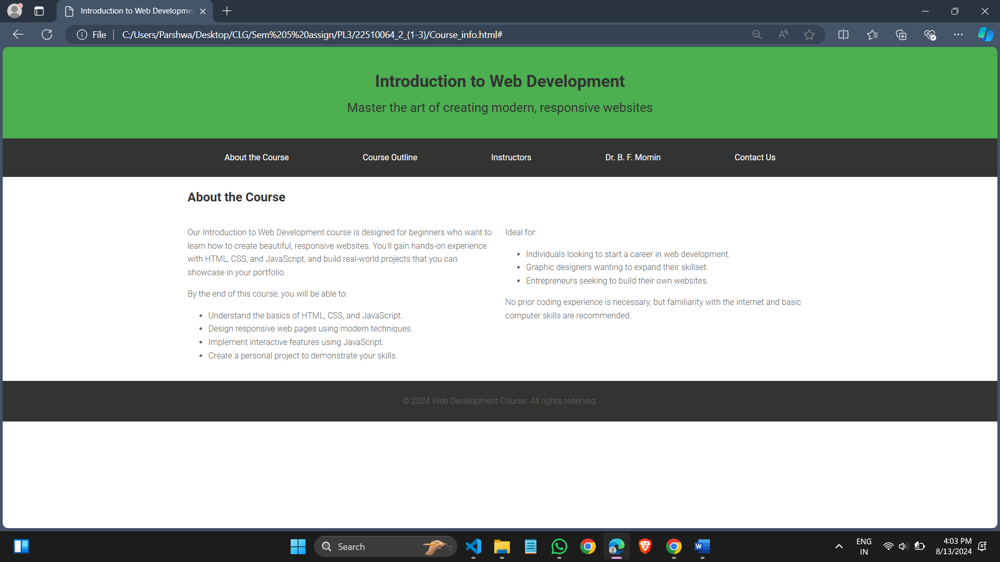 Introduction to Web Developmer
File
C:/Users/Parshwa/Desktop/CLG/Sem%205%20assign/PL3/22510064_2_(1-3)/Course_info.html#
Introduction to Web Development
Master the art of creating modern, responsive websites
About the Course Course Outline Instructors Dr. B. F. Momin Contact Us
About the Course
Our Introduction to Web Development course is designed for beginners who want to
learn how to create beautiful, responsive websites. You'll gain hands-on experience
with HTML, CSS, and JavaScript, and build real-world projects that you can
showcase in your portfolio.
By the end of this course, you will be able to:
• Understand the basics of HTML, CSS, and JavaScript.
• Design responsive web pages using modern techniques.
• Implement interactive features using JavaScript.
• Create a personal project to demonstrate your skills.
Ideal for:
• Individuals looking to start a career in web development.
• Graphic designers wanting to expand their skillset.
• Entrepreneurs seeking to build their own websites.
No prior coding experience is necessary, but familiarity with the internet and basic
computer skills are recommended.
© 2024 Web Development Course. All rights reserved.
Search
ENG
IN
4:03 PM
8/13/2024